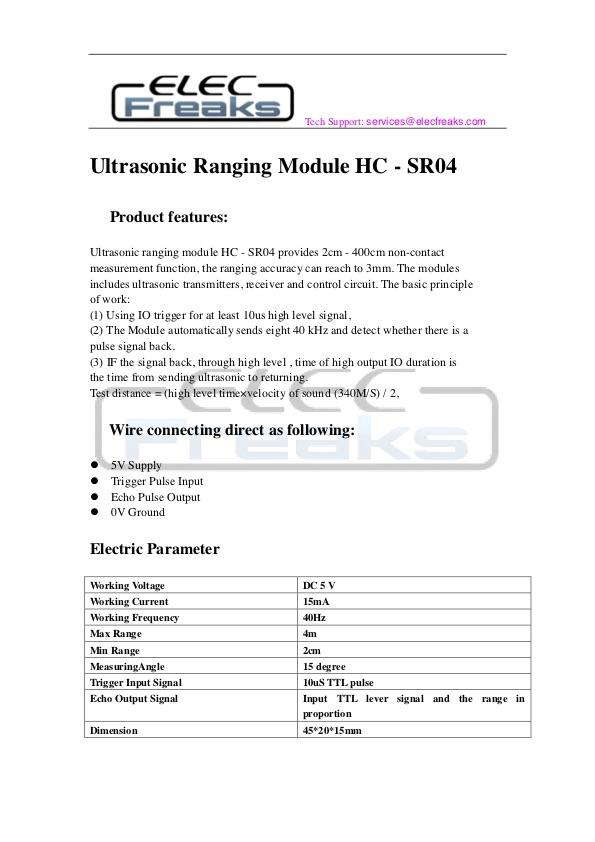 ELEC
Freaks
Tech Support: services@elecfreaks.com
Ultrasonic Ranging Module HC - SR04
Product features:
Ultrasonic ranging module HC - SR04 provides 2cm - 400cm non-contact
measurement function, the ranging accuracy can reach to 3mm. The modules
includes ultrasonic transmitters, receiver and control circuit. The basic principle
of work:
(1) Using IO trigger for at least 10us high level signal,
(2) The Module automatically sends eight 40 kHz and detect whether there is a
pulse signal back.
(3) IF the signal back, through high level , time of high output IO duration is
the time from sending ultrasonic to returning.
Test distance = (high level time×velocity of sound (340M/S) / 2,
ELEC
Freaks
Wire connecting direct as following:
● 5V Supply
● Trigger Pulse Input
● Echo Pulse Output
● 0V Ground
Electric Parameter
Working Voltage DC 5 V
Working Current 15mA
Working Frequency 40Hz
Max Range 4m
Min Range 2cm
MeasuringAngle 15 degree
Trigger Input Signal 10uS TTL pulse
Echo Output Signal Input TTL lever signal and the range in
proportion
Dimension 45*20*15mm